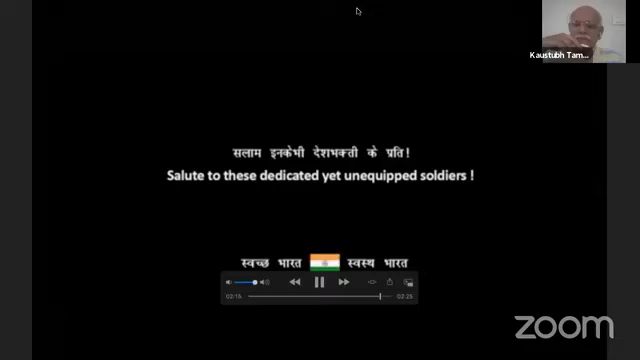 Kaustubh Tam...
सलाम इनकेभी देशभक्ती के प्रति!
Salute to these dedicated yet unequipped soldiers !
स्वच्छ भारत स्वस्थ भारत
02:15 02:25
zoom